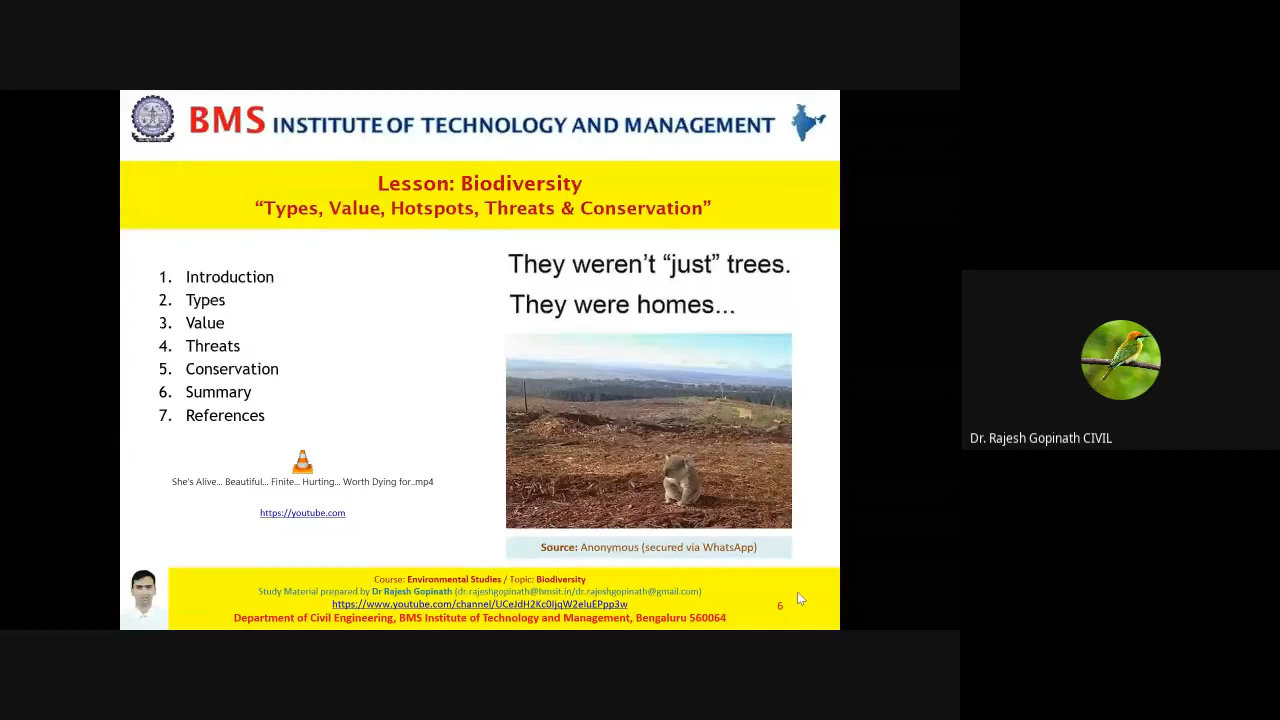 BMS INSTITUTE OF TECHNOLOGY AND MANAGEMENT
Lesson: Biodiversity
“Types, Value, Hotspots, Threats & Conservation”
1. Introduction
2. Types
3. Value
4. Threats
5. Conservation
6. Summary
7. References
She's Alive... Beautiful... Finite... Hurting... Worth Dying for..mp4
https://youtube.com
They weren’t “just” trees.
They were homes...
Source: Anonymous (secured via WhatsApp)
Course: Environmental Studies / Topic: Biodiversity
Study Material prepared by Dr Rajesh Gopinath (dr.rajeshgopinath@bmsit.in/dr.rajeshgopinath@gmail.com)
Department of Civil Engineering, BMS Institute of Technology and Management, Bengaluru 560064
6
Dr. Rajesh Gopinath CIVIL